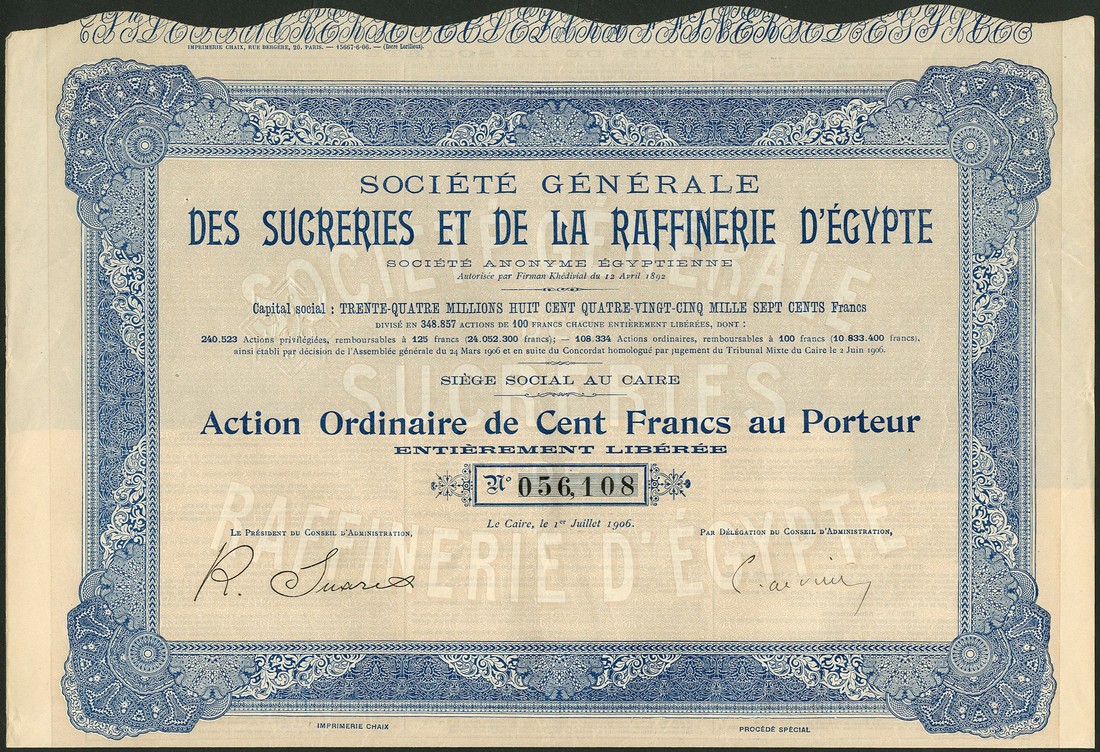 IMPRIMERIE CHAIX, RUE BERGÈRE, 20, PARIS. — 15667-6-06. — (Encre Lorilleux).
SOCIÉTÉ GÉNÉRALE
DES SUCRERIES ET DE LA RAFFINERIE D'ÉGYPTE
SOCIÉTÉ ANONYME ÉGYPTIENNE
Autorisée par Firman Khédivial du 12 Avril 1892
Capital social : TRENTE-QUATRE MILLIONS HUIT CENT QUATRE-VINGT-CINQ MILLE SEPT CENTS Francs
DIVISÉ EN 348.857 ACTIONS DE 100 FRANCS CHACUNE ENTIÈREMENT LIBÉRÉES, DONT :
240.523 Actions privilégiées, remboursables à 125 francs (24.052.300 francs); — 108.334 Actions ordinaires, remboursables à 100 francs (10.833.400 francs),
ainsi établi par décision de l'Assemblée générale du 24 Mars 1906 et en suite du Concordat homologué par jugement du Tribunal Mixte du Caire le 2 Juin 1906.
SIÈGE SOCIAL AU CAIRE
Action Ordinaire de Cent Francs au Porteur
ENTIÈREMENT LIBÉRÉE
No 056,108
Le Caire, le 1er Juillet 1906.
LE PRÉSIDENT DU CONSEIL D'ADMINISTRATION,
PAR DÉLÉGATION DU CONSEIL D'ADMINISTRATION,
R. Suares
SOCIÉTÉ GÉNÉRALE
SUCRERIES
RAFFINERIE D'ÉGYPTE
IMPRIMERIE CHAIX
PROCÉDÉ SPÉCIAL